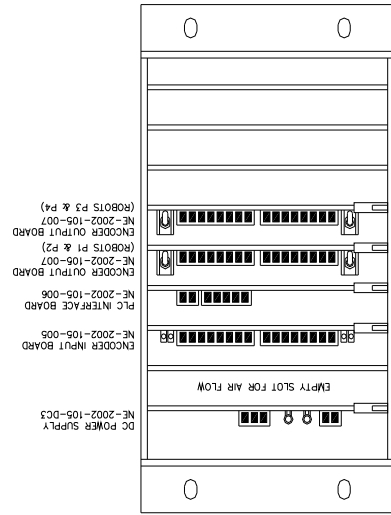 DC POWER SUPPLY
NE-2002-105-DC3
EMPTY SLOT FOR AIR FLOW
ENCODER INPUT BOARD
NE-2002-105-005
PLC INTERFACE BOARD
NE-2002-105-006
ENCODER OUTPUT BOARD
NE-2002-105-007
(ROBOTS P1 & P2)
ENCODER OUTPUT BOARD
NE-2002-105-007
(ROBOTS P3 & P4)